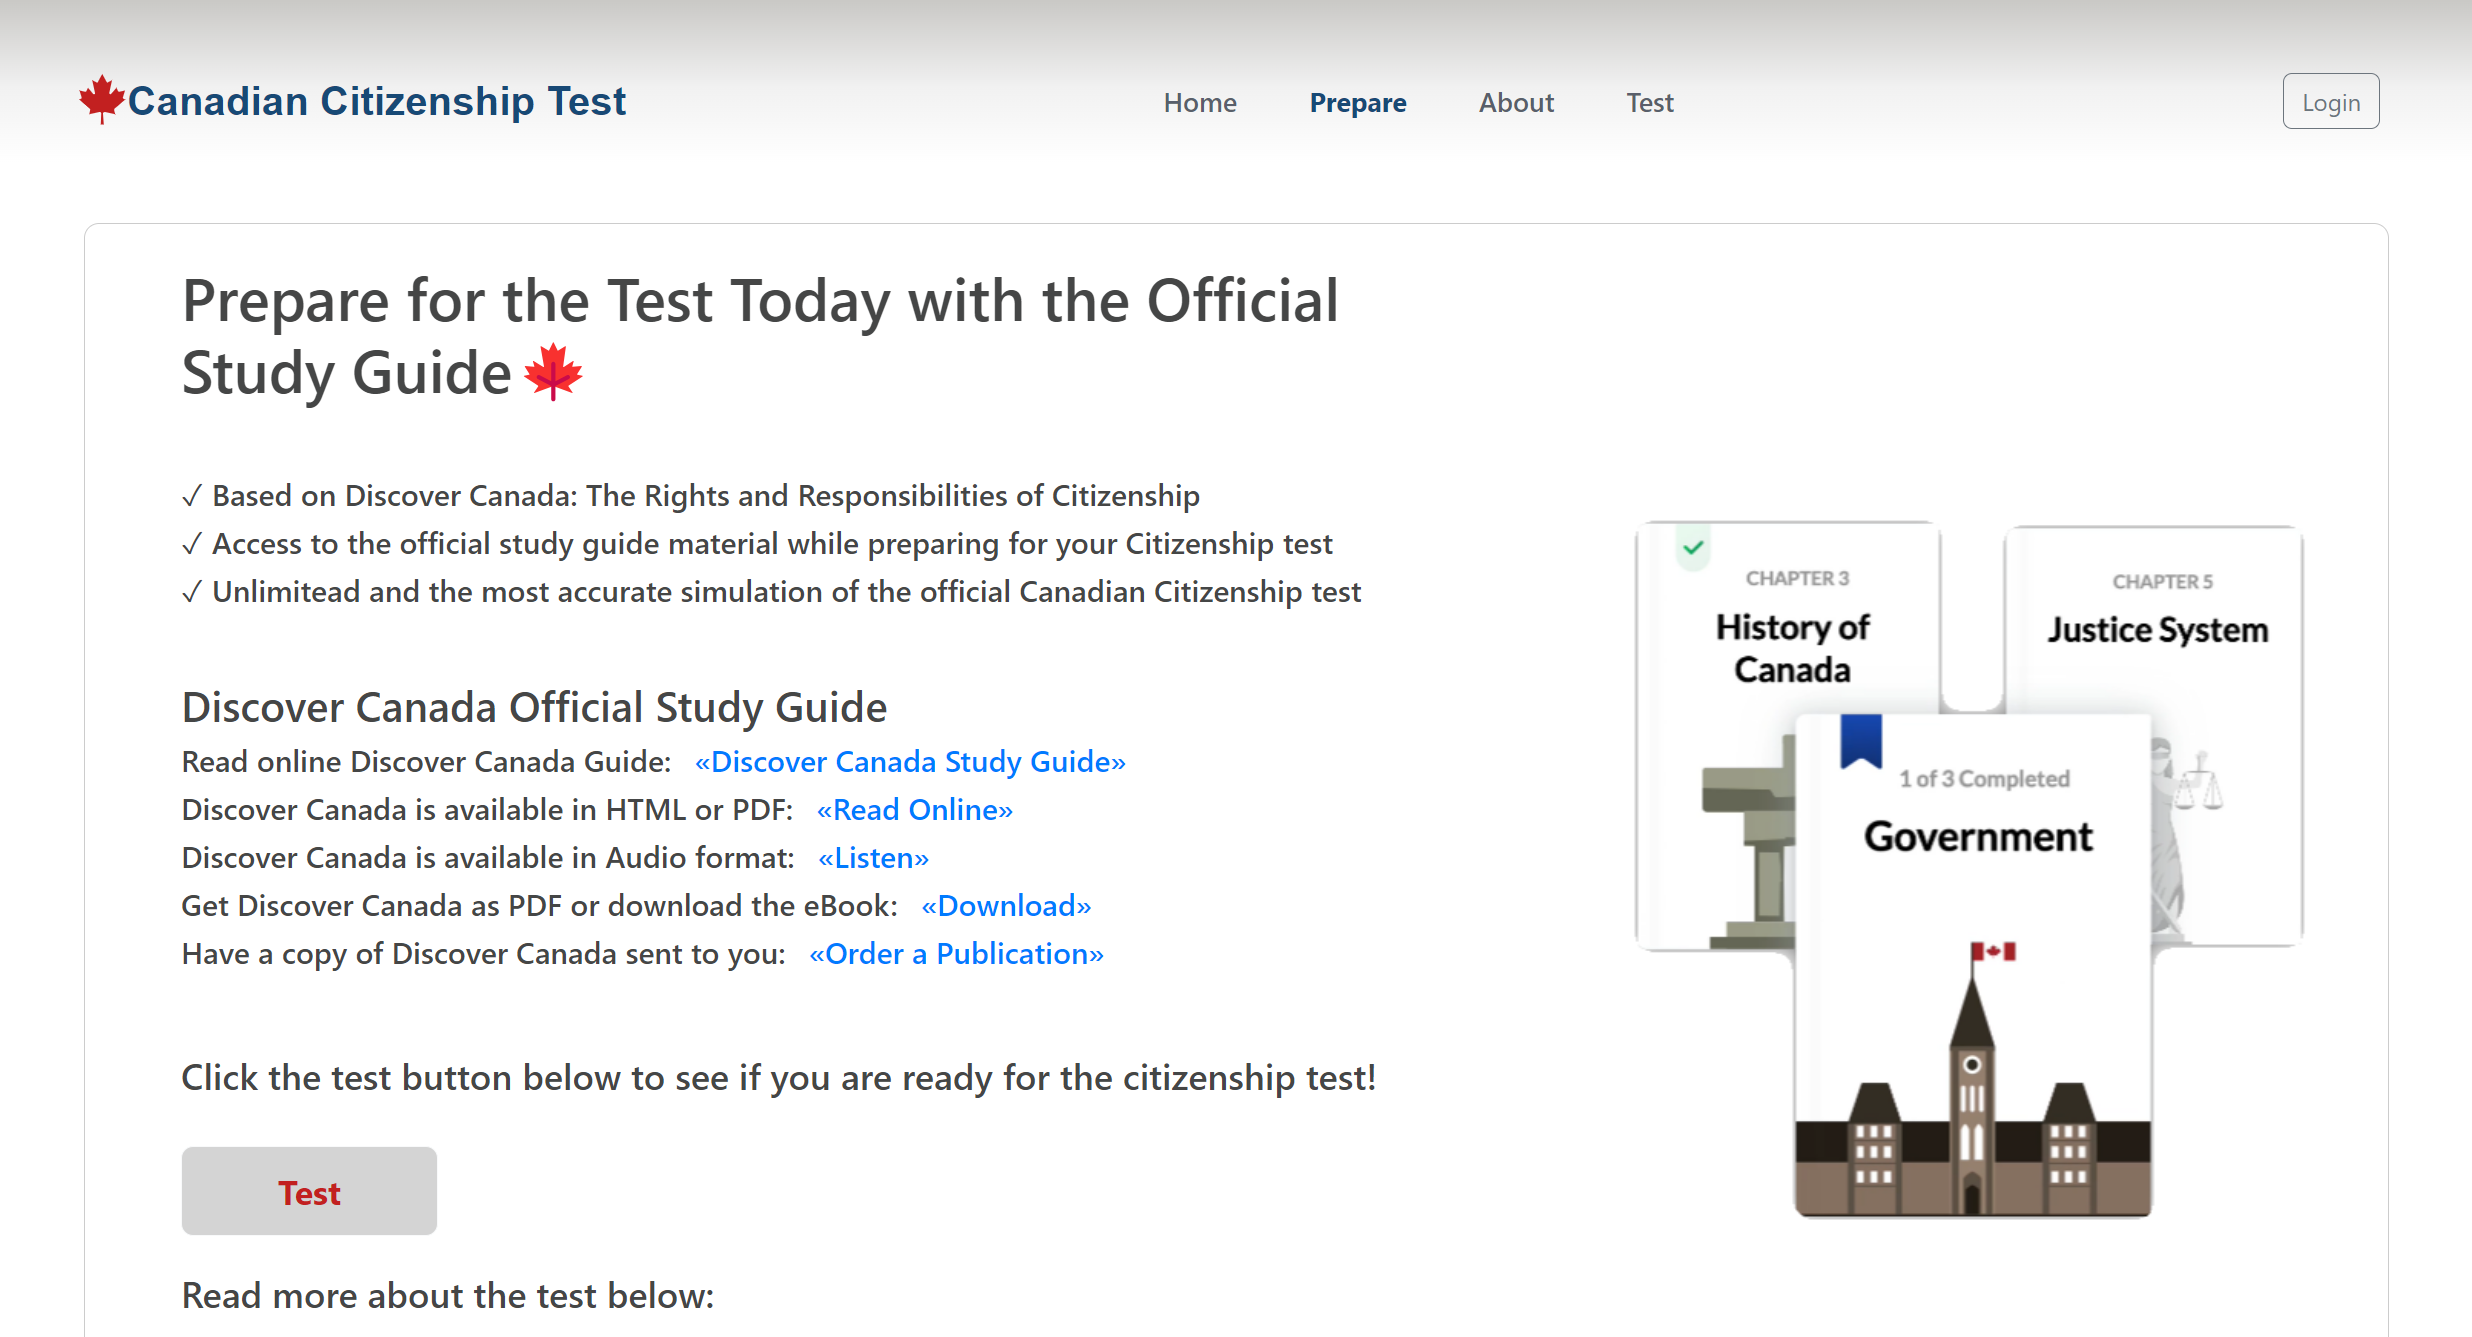 Canadian Citizenship Test
Home
Prepare
About
Test
Login
Prepare for the Test Today with the Official
Study Guide
✓ Based on Discover Canada: The Rights and Responsibilities of Citizenship
✓ Access to the official study guide material while preparing for your Citizenship test
✓ Unlimitead and the most accurate simulation of the official Canadian Citizenship test
Discover Canada Official Study Guide
Read online Discover Canada Guide: «Discover Canada Study Guide»
Discover Canada is available in HTML or PDF: «Read Online»
Discover Canada is available in Audio format: «Listen»
Get Discover Canada as PDF or download the eBook: «Download»
Have a copy of Discover Canada sent to you: «Order a Publication»
Click the test button below to see if you are ready for the citizenship test!
Test
Read more about the test below:
CHAPTER 3
History of
Canada
CHAPTER 5
Justice System
1 of 3 Completed
Government